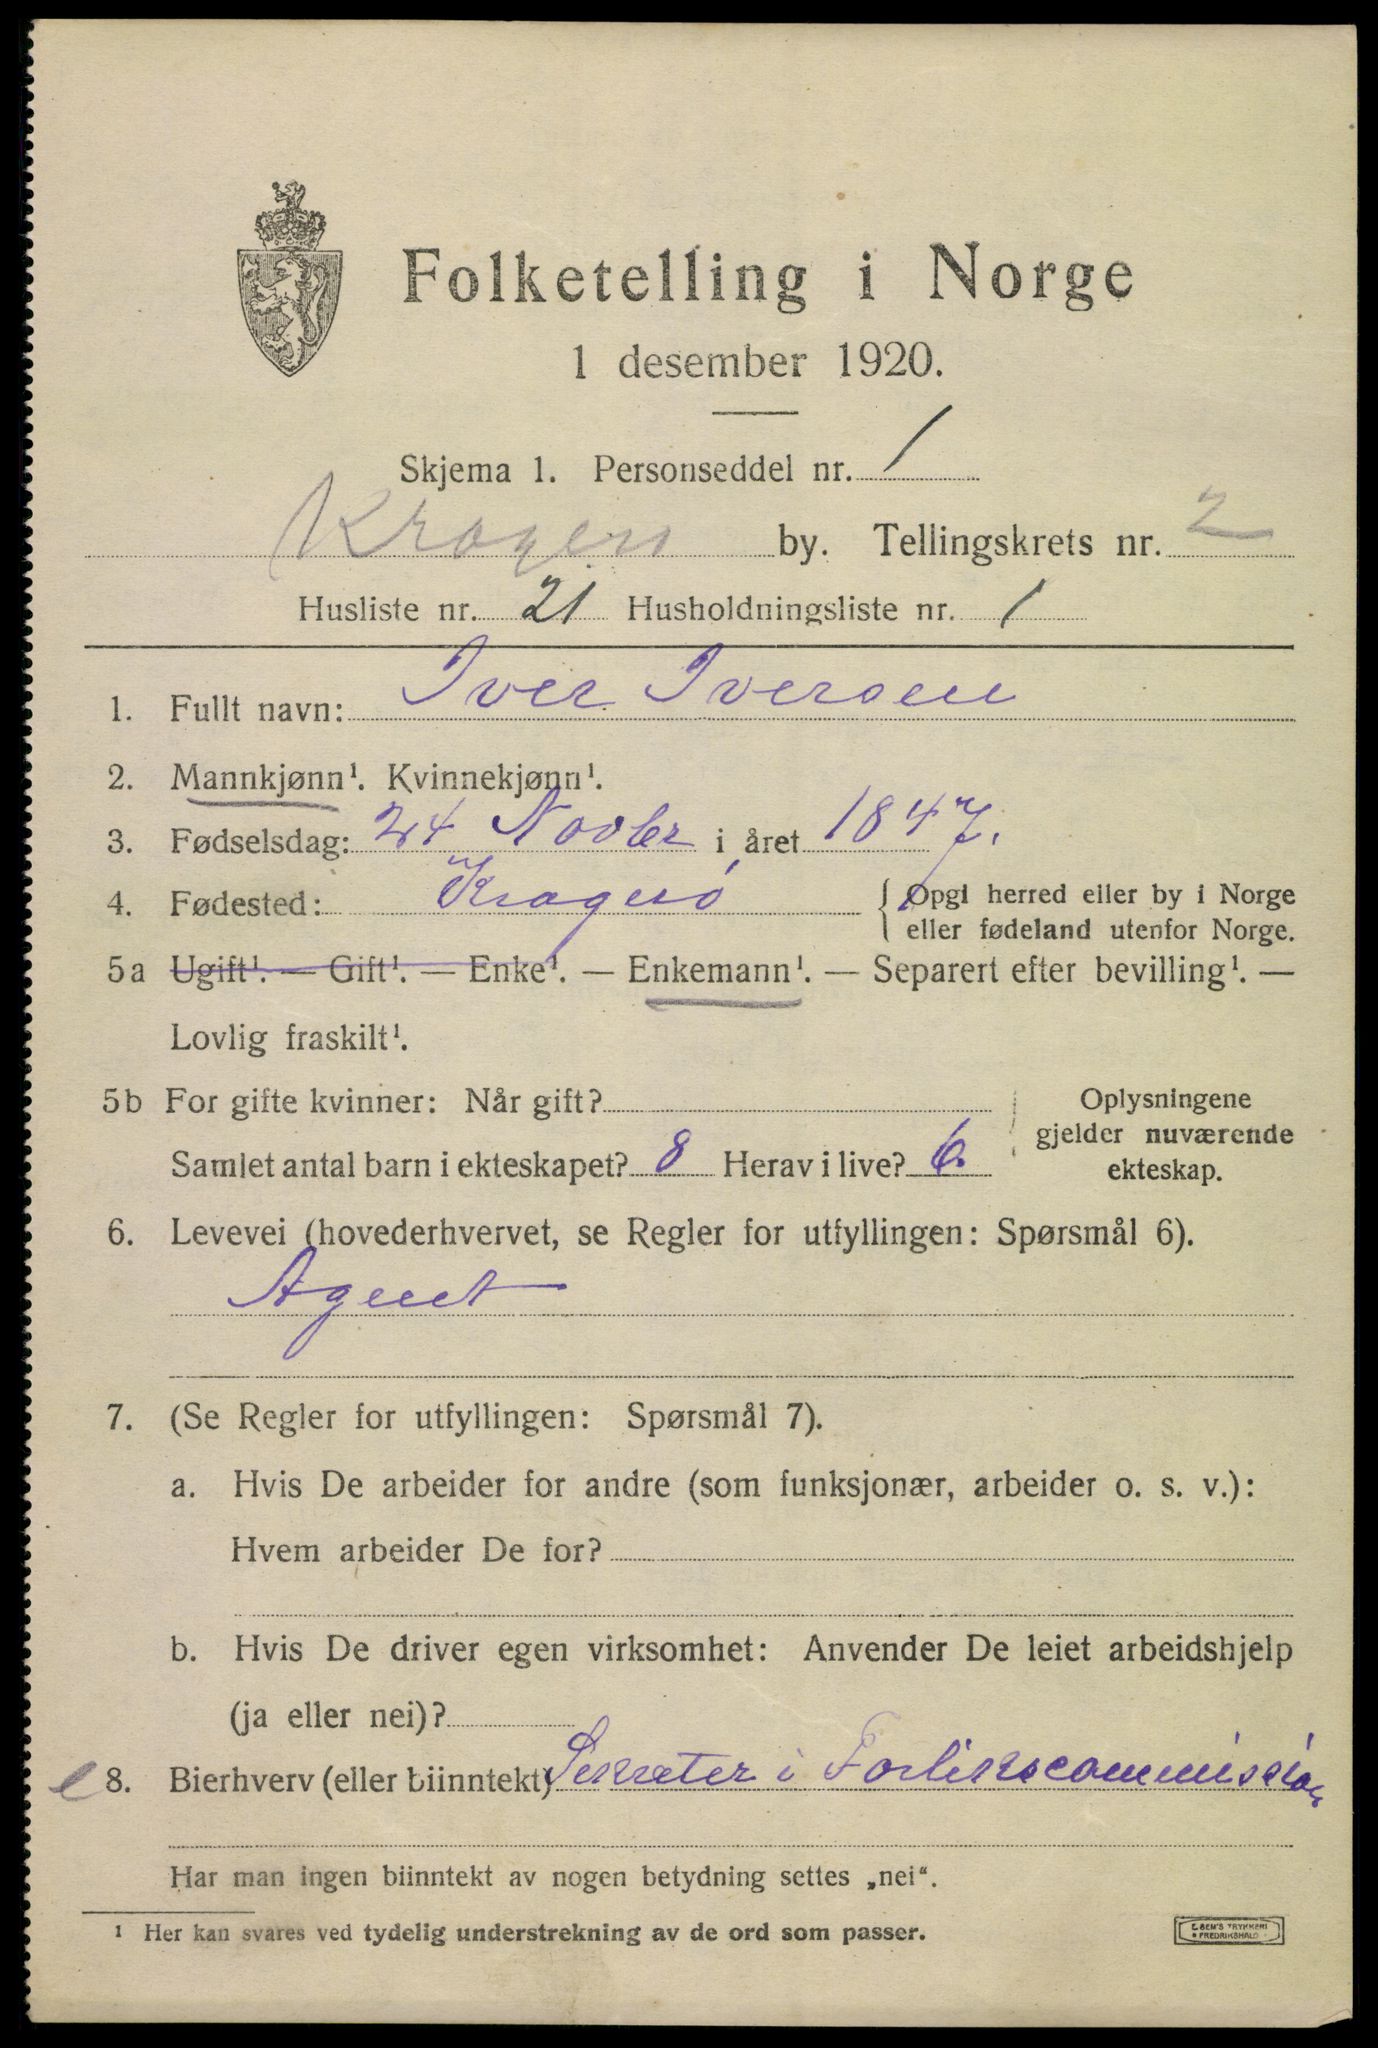 Folketelling i Norge
1 desember 1920.
Skjema 1. Personseddel nr. 1
Kragerø by. Tellingskrets nr. 2
Husliste nr. 21 Husholdningsliste nr. 1
1. Fullt navn: Iver Iversen
2. Mannkjønn¹. Kvinnekjønn¹.
3. Fødselsdag: 24 Novbr i året 1847.
4. Fødested: Kragerö { Opgi herred eller by i Norge
eller fødeland utenfor Norge.
5a Ugift¹. — Gift¹. — Enke¹. — Enkemann¹. — Separert efter bevilling¹. —
Lovlig fraskilt¹.
5b For gifte kvinner: Når gift?
Samlet antal barn i ekteskapet? 8 Herav i live? 6.
Oplysningene
gjelder nuværende
ekteskap.
6. Levevei (hovederhvervet, se Regler for utfyllingen: Spørsmål 6).
Agent
7. (Se Regler for utfyllingen: Spørsmål 7).
a. Hvis De arbeider for andre (som funksjonær, arbeider o. s. v.):
Hvem arbeider De for?
b. Hvis De driver egen virksomhet: Anvender De leiet arbeidshjelp
(ja eller nei)?
8. Bierhverv (eller biinntekt) Sekretær i Forlikscommission
Har man ingen biinntekt av nogen betydning settes „nei“.
¹ Her kan svares ved tydelig understrekning av de ord som passer.
E. SEM'S TRYKKERI
FREDRIKSHALD